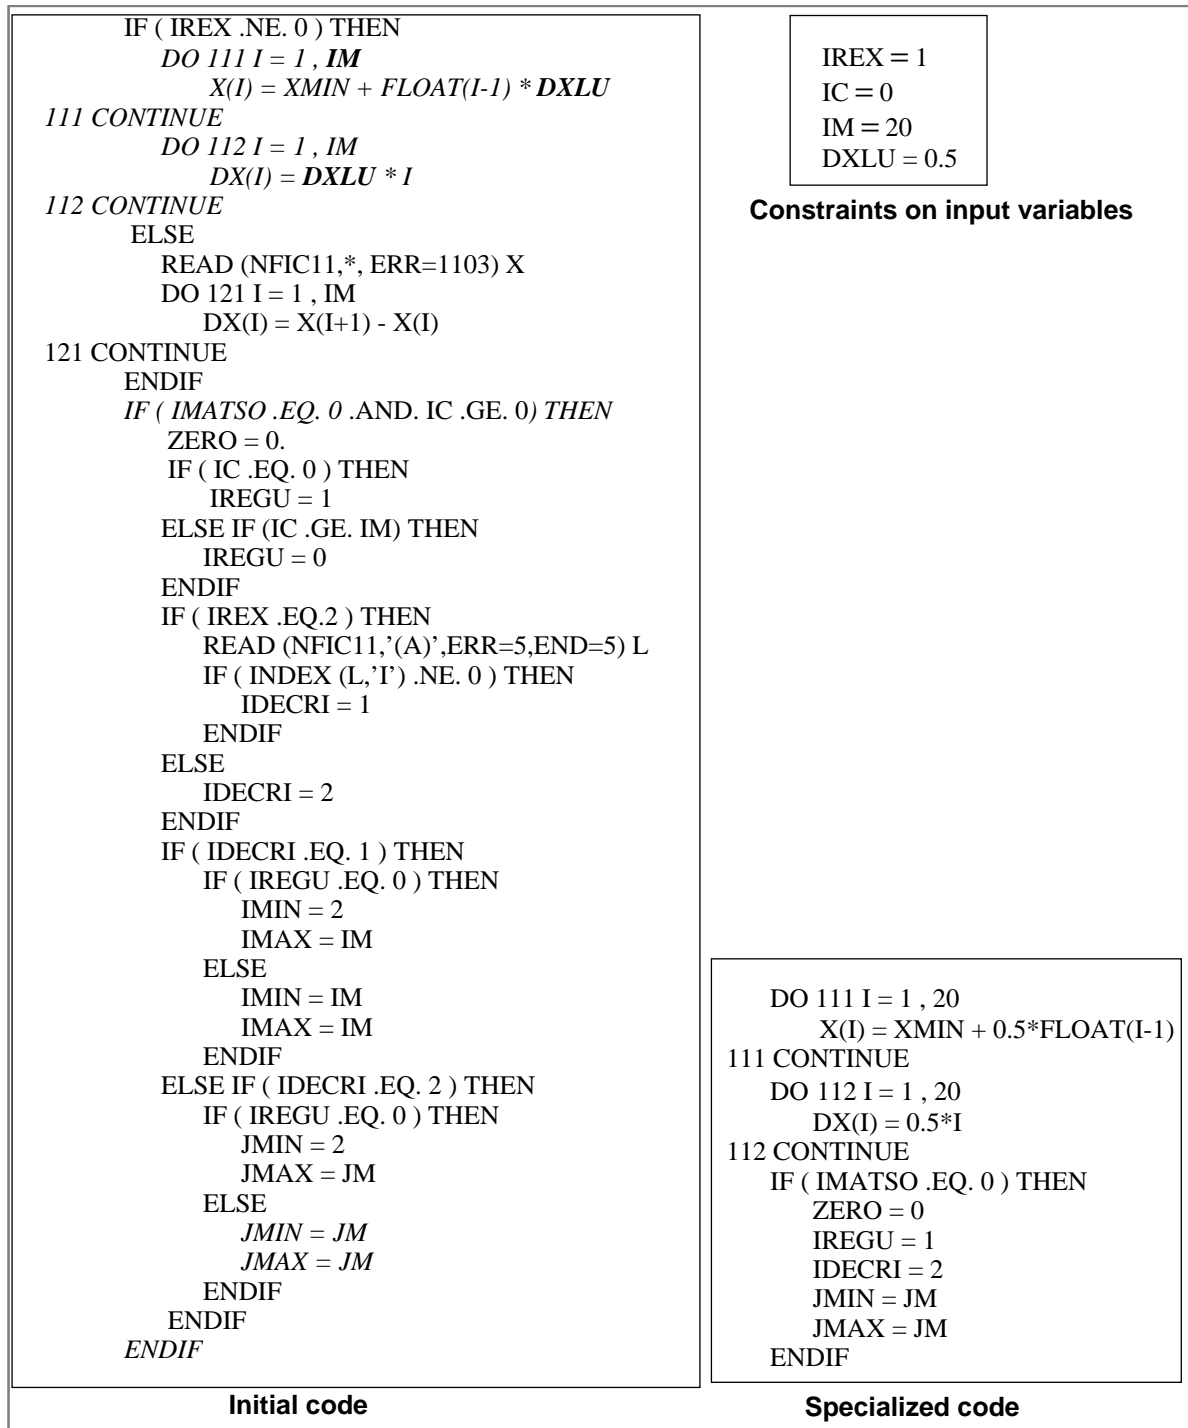 IF ( IREX .NE. 0 ) THEN
DO 111 I = 1 , IM
X(I) = XMIN + FLOAT(I-1) * DXLU
111 CONTINUE
DO 112 I = 1 , IM
DX(I) = DXLU * I
112 CONTINUE
ELSE
READ (NFIC11,*, ERR=1103) X
DO 121 I = 1 , IM
DX(I) = X(I+1) - X(I)
121 CONTINUE
ENDIF
IF ( IMATSO .EQ. 0 .AND. IC .GE. 0) THEN
ZERO = 0.
IF ( IC .EQ. 0 ) THEN
IREGU = 1
ELSE IF (IC .GE. IM) THEN
IREGU = 0
ENDIF
IF ( IREX .EQ.2 ) THEN
READ (NFIC11,’(A)’,ERR=5,END=5) L
IF ( INDEX (L,’I’) .NE. 0 ) THEN
IDECRI = 1
ENDIF
ELSE
IDECRI = 2
ENDIF
IF ( IDECRI .EQ. 1 ) THEN
IF ( IREGU .EQ. 0 ) THEN
IMIN = 2
IMAX = IM
ELSE
IMIN = IM
IMAX = IM
ENDIF
ELSE IF ( IDECRI .EQ. 2 ) THEN
IF ( IREGU .EQ. 0 ) THEN
JMIN = 2
JMAX = JM
ELSE
JMIN = JM
JMAX = JM
ENDIF
ENDIF
ENDIF
Initial code
IREX = 1
IC = 0
IM = 20
DXLU = 0.5
Constraints on input variables
DO 111 I = 1 , 20
X(I) = XMIN + 0.5*FLOAT(I-1)
111 CONTINUE
DO 112 I = 1 , 20
DX(I) = 0.5*I
112 CONTINUE
IF ( IMATSO .EQ. 0 ) THEN
ZERO = 0
IREGU = 1
IDECRI = 2
JMIN = JM
JMAX = JM
ENDIF
Specialized code